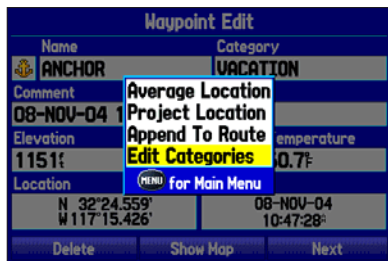 Waypoint Edit
Name Category
ANCHOR VACATION
Comment
Average Location
08-NOV-04 1
Project Location
Append To Route
Elevation
Edit Categories
1151
MENU for Main Menu
Location
N 32°24.559'
W117°15.426'
08-NOV-04
10:47:28
Delete Show Map Next